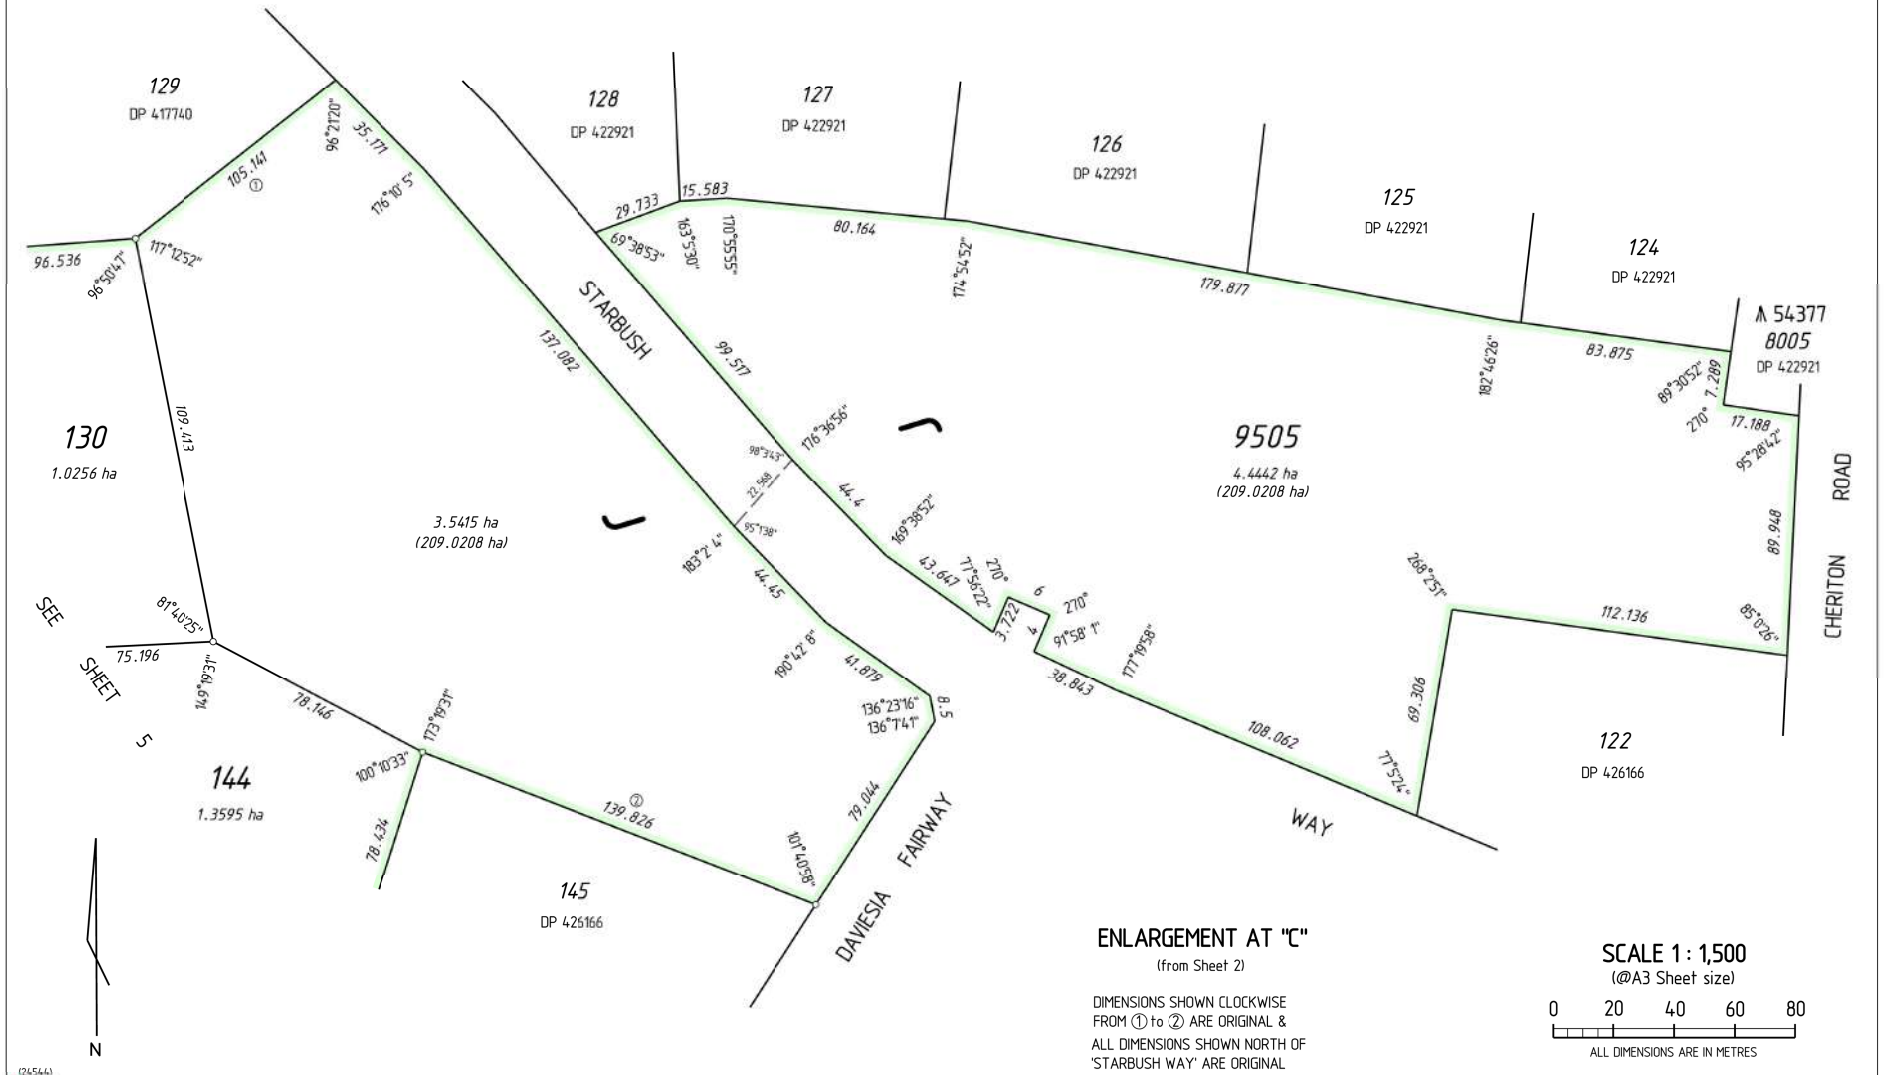 129
DP 417740
128
DP 422921
127
DP 422921
126
DP 422921
125
DP 422921
124
DP 422921
54377
8005
DP 422921
96°21'20"
35.171
105.141
①
176°10' 5"
96.536
117°12'52"
96°50'47"
29.733
15.583
69°38'53"
163°5'30"
170°55'55"
80.164
174°54'52"
179.877
182°46'26"
83.875
89°30'52"
7.289
270°
17.188
95°28'42"
STARBUSH
137.082
99.517
109.413
130
1.0256 ha
3.5415 ha
(209.0208 ha)
98°3'43"
176°36'56"
22.568
95°1'38"
183°2' 4"
44.4
169°38'52"
9505
4.4442 ha
(209.0208 ha)
89.948
CHERITON ROAD
43.647
77°56'22"
270°
3.722
6
4
270°
91°58' 1"
177°19'58"
38.843
108.062
268°2'51"
112.136
85°0'26"
69.306
77°5'24"
122
DP 426166
44.45
190°42' 8"
41.879
136°23'16"
136°7'41"
8.5
79.044
SEE
SHEET
5
81°40'25"
75.196
149°19'31"
78.146
173°19'31"
100°10'33"
144
1.3595 ha
78.434
②
139.826
101°40'58"
145
DP 426166
DAVIESIA FAIRWAY
WAY
N
(24544)
ENLARGEMENT AT "C"
(from Sheet 2)
DIMENSIONS SHOWN CLOCKWISE
FROM ① to ② ARE ORIGINAL &
ALL DIMENSIONS SHOWN NORTH OF
'STARBUSH WAY' ARE ORIGINAL
SCALE 1 : 1,500
(@A3 Sheet size)
0 20 40 60 80
ALL DIMENSIONS ARE IN METRES